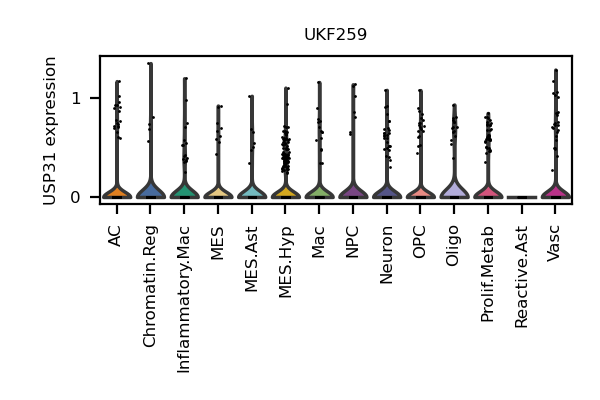 UKF259
USP31 expression
1
0
AC
Chromatin.Reg
Inflammatory.Mac
MES
MES.Ast
MES.Hyp
Mac
NPC
Neuron
OPC
Oligo
Prolif.Metab
Reactive.Ast
Vasc